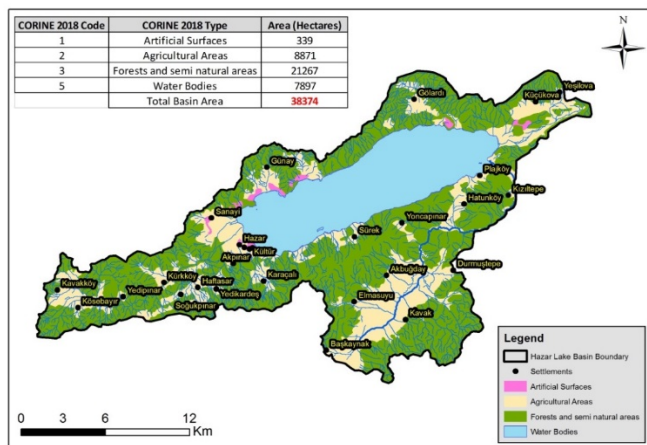 CORINE 2018 Code CORINE 2018 Type Area (Hectares)
1 Artificial Surfaces 339
2 Agricultural Areas 8871
3 Forests and semi natural areas 21267
5 Water Bodies 7897
Total Basin Area 38374
N
Yeşilova
Gölardı
Küçükova
Günay
Plajköy
Kızıltepe
Hatunköy
Sanayi
Yoncapınar
Sürek
Hazar
Kültür
Akpınar
Durmuştepe
Akbuğday
Karaçalı
Kürkköy
Haftasar
Kavakköy
Yedipınar
Yedikardeş
Kösebayır
Soğukpınar
Elmasuyu
Kavak
Başkaynak
Legend
Hazar Lake Basin Boundary
Settlements
Artificial Surfaces
Agricultural Areas
Forests and semi natural areas
Water Bodies
0 3 6 12
Km